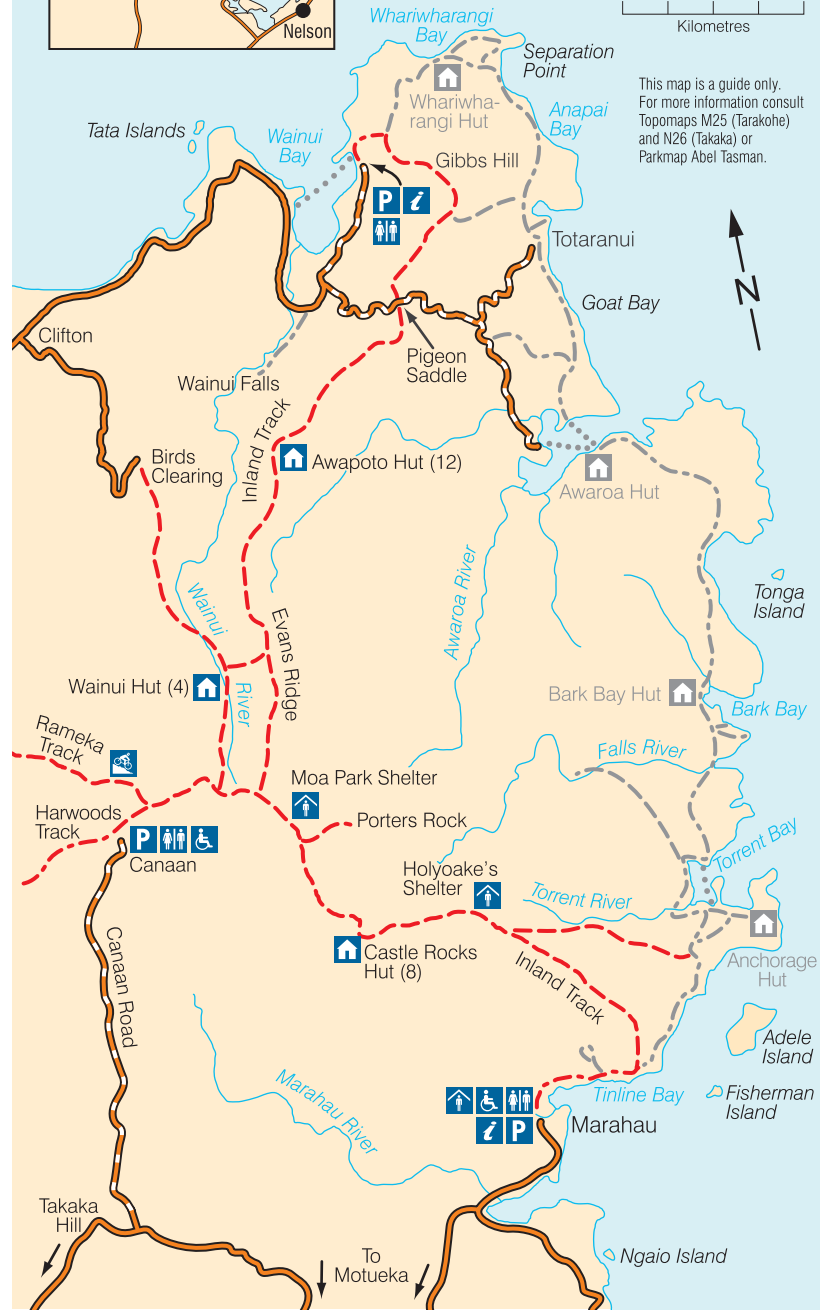 Nelson
Whariwharangi
Bay
Kilometres
Separation
Point
This map is a guide only.
For more information consult
Topomaps M25 (Tarakohe)
and N26 (Takaka) or
Parkmap Abel Tasman.
Whariwha-
rangi Hut
Anapai
Bay
Tata Islands
Wainui
Bay
Gibbs Hill
P i
Totaranui
N
Goat Bay
Clifton
Pigeon
Saddle
Wainui Falls
Inland Track
Birds
Clearing
Awapoto Hut (12)
Awaroa Hut
Awaroa River
Tonga
Island
Wainui
River
Evans Ridge
Wainui Hut (4)
Bark Bay Hut
Bark Bay
Rameka
Track
Falls River
Moa Park Shelter
Harwoods
Track
Porters Rock
P
Canaan
Torrent Bay
Holyoake's
Shelter
Torrent River
Castle Rocks
Hut (8)
Inland Track
Anchorage
Hut
Canaan Road
Adele
Island
Marahau River
Tinline Bay
Fisherman
Island
i P
Marahau
Takaka
Hill
To
Motueka
Ngaio Island